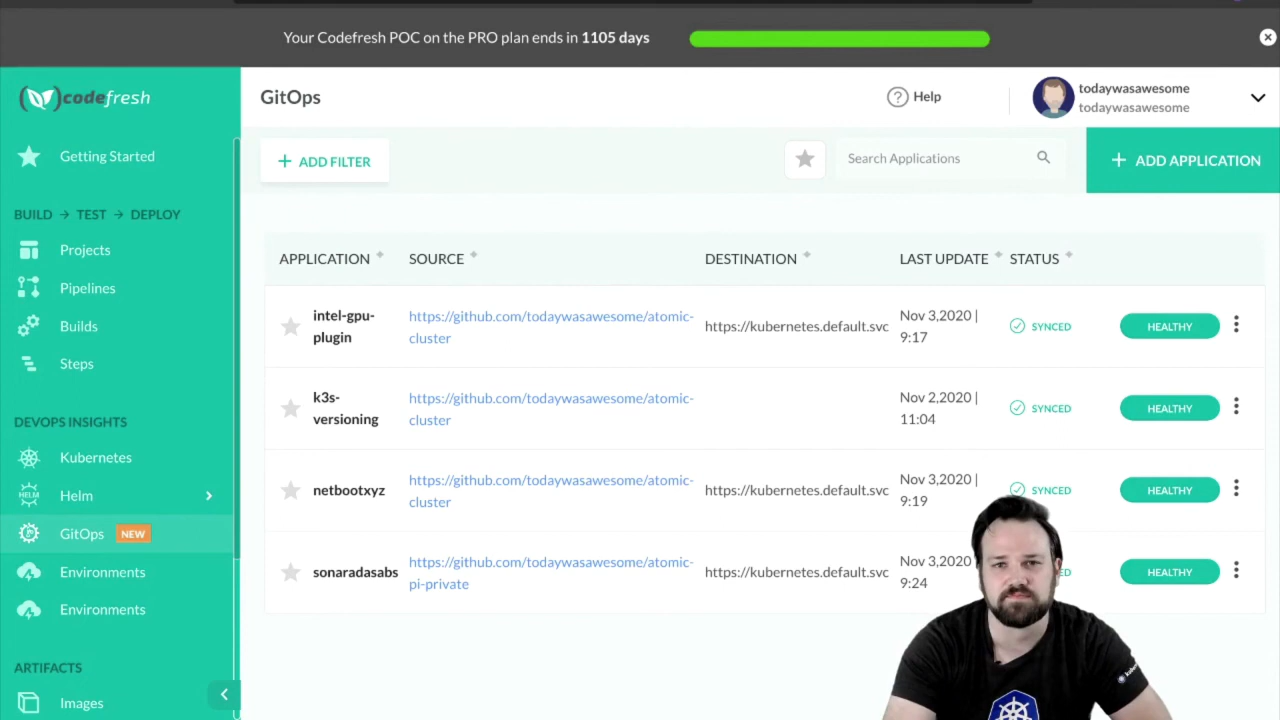 Your Codefresh POC on the PRO plan ends in 1105 days
codefresh
GitOps
Help
todaywasawesome
todaywasawesome
Getting Started
ADD FILTER
Search Applications
ADD APPLICATION
BUILD → TEST → DEPLOY
Projects
Pipelines
Builds
Steps
DEVOPS INSIGHTS
Kubernetes
HELM Helm
GitOps NEW
Environments
Environments
ARTIFACTS
Images
APPLICATION SOURCE DESTINATION LAST UPDATE STATUS
intel-gpu-
plugin
https://github.com/todaywasawesome/atomic-
cluster
https://kubernetes.default.svc
Nov 3,2020 |
9:17
SYNCED
HEALTHY
k3s-
versioning
https://github.com/todaywasawesome/atomic-
cluster
Nov 2,2020 |
11:04
SYNCED
HEALTHY
netbootxyz
https://github.com/todaywasawesome/atomic-
cluster
https://kubernetes.default.svc
Nov 3,2020 |
9:19
SYNCED
HEALTHY
sonaradasabs
https://github.com/todaywasawesome/atomic-
pi-private
https://kubernetes.default.svc
Nov 3,2020
9:24
HEALTHY